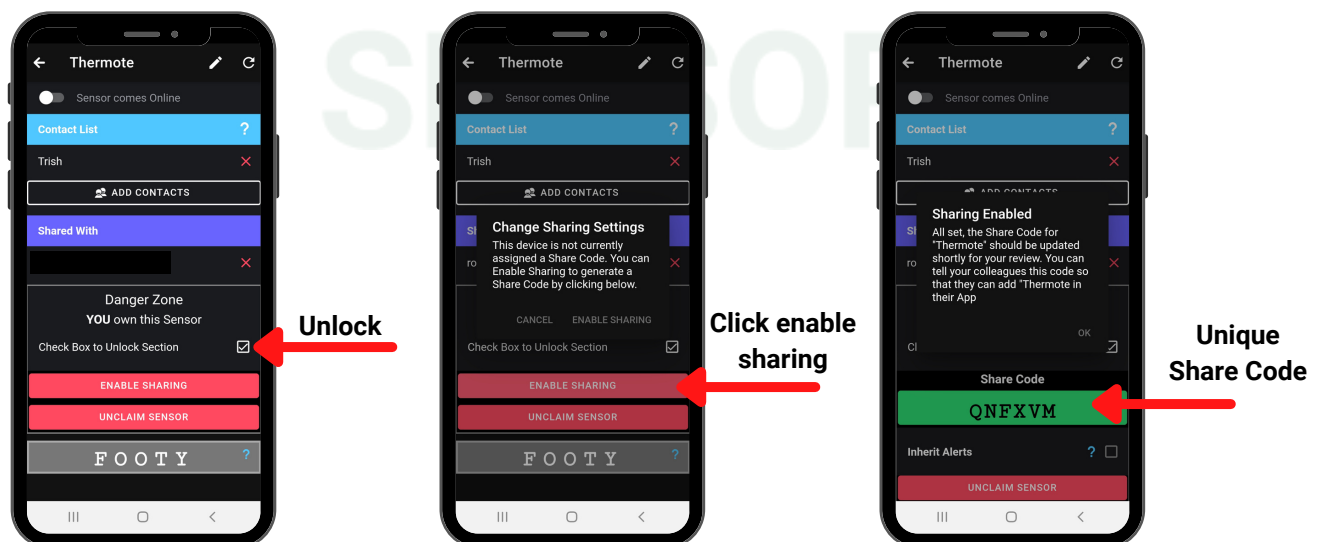 SENSOR
Thermote
Sensor comes Online
Contact List ?
Trish
ADD CONTACTS
Shared With
Danger Zone
YOU own this Sensor
Check Box to Unlock Section
ENABLE SHARING
UNCLAIM SENSOR
FOOTY ?
Unlock
Thermote
Sensor comes Online
Contact List ?
Trish
ADD CONTACTS
Change Sharing Settings
This device is not currently
assigned a Share Code. You can
Enable Sharing to generate a
Share Code by clicking below.
CANCEL ENABLE SHARING
Check Box to Unlock Section
ENABLE SHARING
UNCLAIM SENSOR
FOOTY ?
Click enable
sharing
Thermote
Sensor comes Online
Contact List ?
Trish
ADD CONTACTS
Sharing Enabled
All set, the Share Code for
"Thermote" should be updated
shortly for your review. You can
tell your colleagues this code so
that they can add "Thermote in
their App
OK
Share Code
QNFXVM
Inherit Alerts ?
UNCLAIM SENSOR
Unique
Share Code